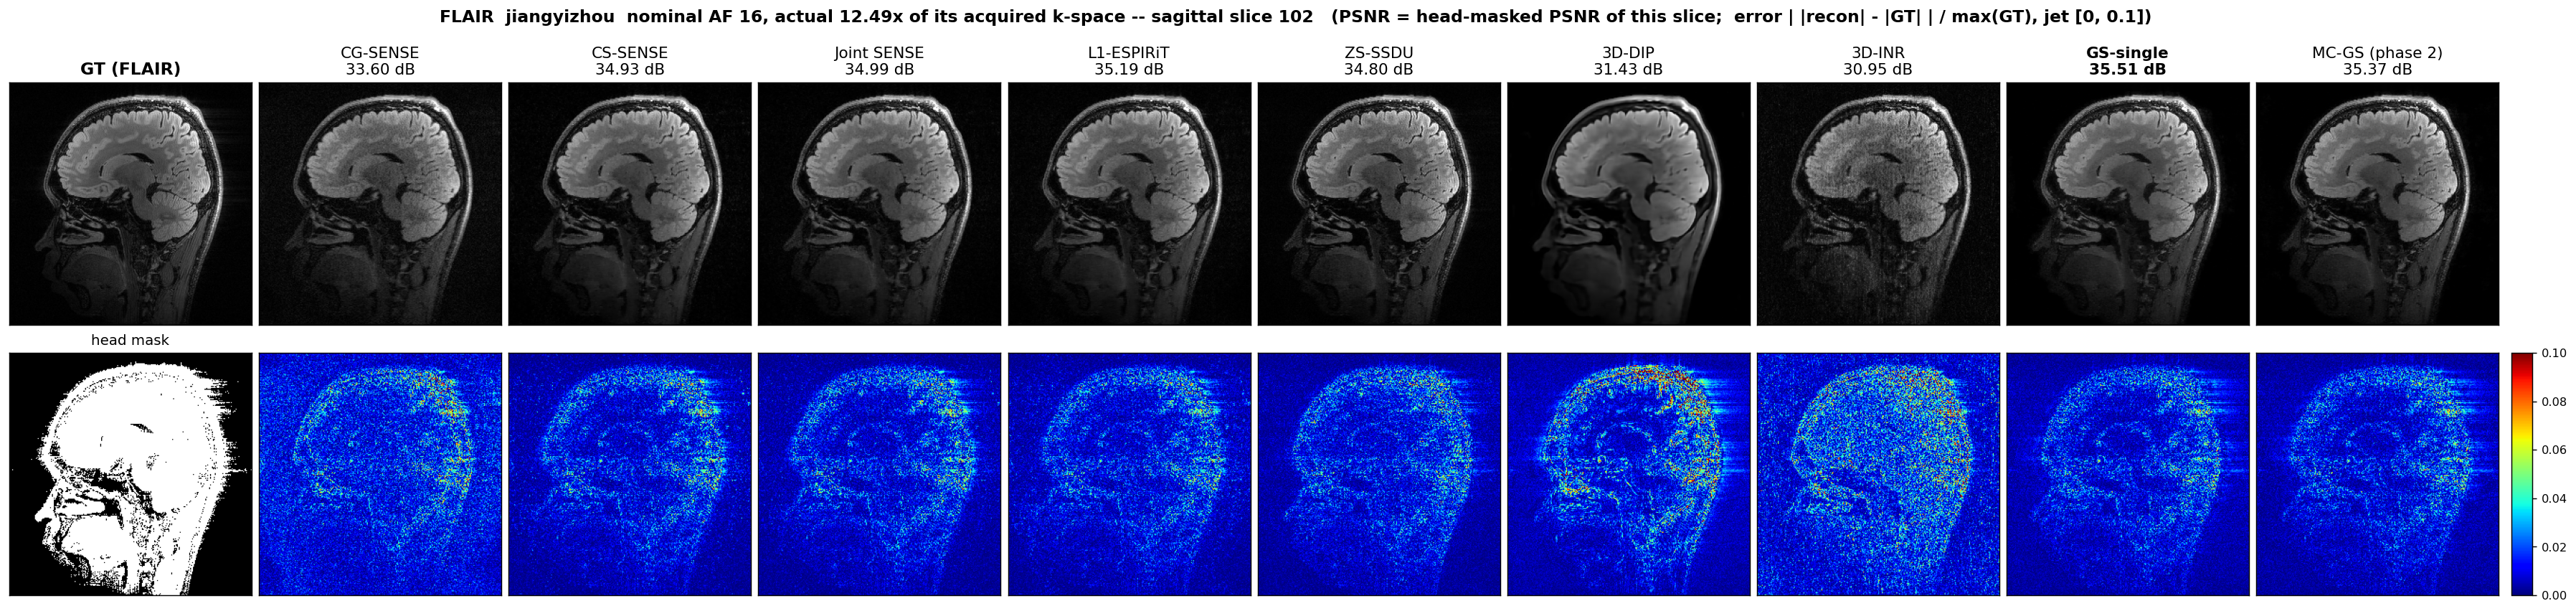 FLAIR  jiangyizhou  nominal AF 16, actual 12.49x of its acquired k-space -- sagittal slice 102   (PSNR = head-masked PSNR of this slice;  error | |recon| - |GT| | / max(GT), jet [0, 0.1])
GT (FLAIR)
CG-SENSE
33.60 dB
CS-SENSE
34.93 dB
Joint SENSE
34.99 dB
L1-ESPIRiT
35.19 dB
ZS-SSDU
34.80 dB
3D-DIP
31.43 dB
3D-INR
30.95 dB
GS-single
35.51 dB
MC-GS (phase 2)
35.37 dB
head mask
0.10
0.08
0.06
0.04
0.02
0.00